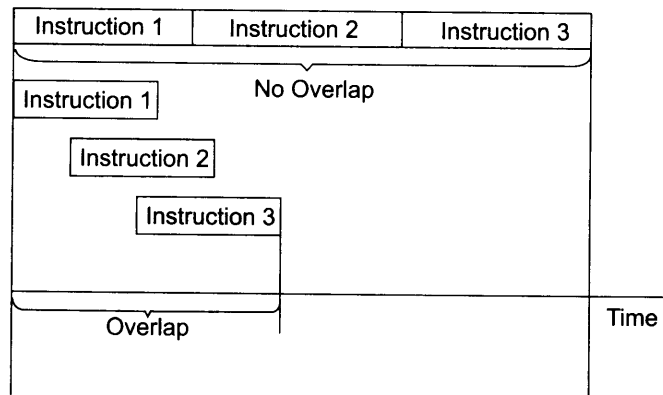 Instruction 1 Instruction 2 Instruction 3
No Overlap
Instruction 1
Instruction 2
Instruction 3
Overlap
Time